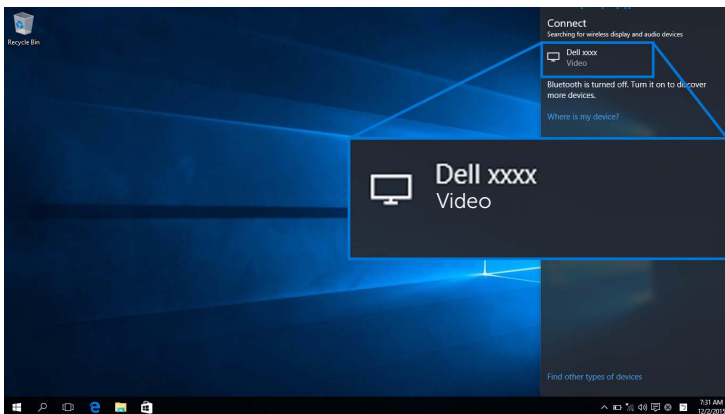 Recycle Bin
Connect
Searching for wireless display and audio devices
Dell xxxx
Video
Bluetooth is turned off. Turn it on to discover
more devices.
Where is my device?
Dell xxxx
Video
Find other types of devices
7:31 AM